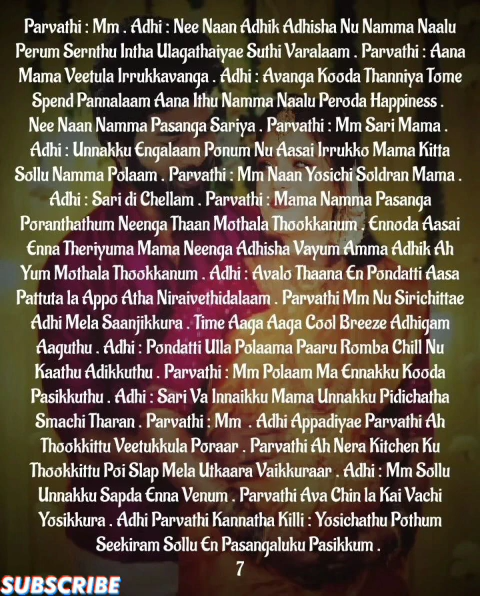 Parvathi : Mm . Adhi : Nee Naan Adhik Adhisha Nu Namma Naalu
Perum Sernthu Intha Ulagathaiyae Suthi Varalaam . Parvathi : Aana
Mama Veetula Irrukkavanga . Adhi : Avanga Kooda Thanniya Tome
Spend Pannalaam Aana Ithu Namma Naalu Peroda Happiness .
Nee Naan Namma Pasanga Sariya . Parvathi : Mm Sari Mama .
Adhi : Unnakku Engalaam Ponum Nu Aasai Irrukko Mama Kitta
Sollu Namma Polaam . Parvathi : Mm Naan Yosichi Soldran Mama .
Adhi : Sari di Chellam . Parvathi : Mama Namma Pasanga
Poranthathum Neenga Thaan Mothala Thookkanum . Ennoda Aasai
Enna Theriyuma Mama Neenga Adhisha Vayum Amma Adhik Ah
Yum Mothala Thookkanum . Adhi : Avalo Thaana En Pondatti Aasa
Pattuta la Appo Atha Niraivethidalaam . Parvathi Mm Nu Sirichittae
Adhi Mela Saanjikkura . Time Aaga Aaga Cool Breeze Adhigam
Aaguthu . Adhi : Pondatti Ulla Polaama Paaru Romba Chill Nu
Kaathu Adikkuthu . Parvathi : Mm Polaam Ma Ennakku Kooda
Pasikkuthu . Adhi : Sari Va Innaikku Mama Unnakku Pidichatha
Smachi Tharan . Parvathi : Mm . Adhi Appadiyae Parvathi Ah
Thookkittu Veetukkula Poraar . Parvathi Ah Nera Kitchen Ku
Thookkittu Poi Slap Mela Utkaara Vaikkuraar . Adhi : Mm Sollu
Unnakku Sapda Enna Venum . Parvathi Ava Chin la Kai Vachi
Yosikkura . Adhi Parvathi Kannatha Killi : Yosichathu Pothum
Seekiram Sollu En Pasangaluku Pasikkum .
7
SUBSCRIBE